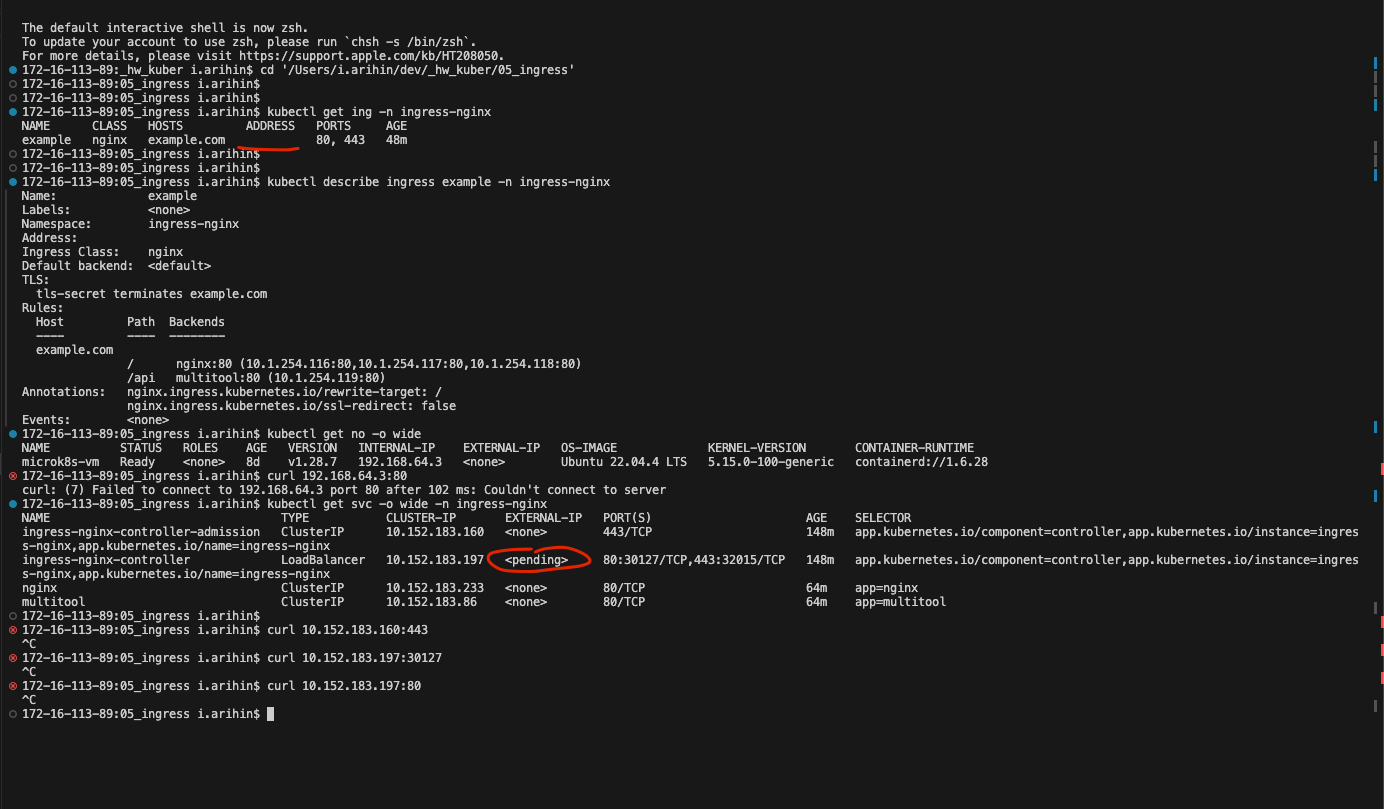 The default interactive shell is now zsh.
To update your account to use zsh, please run `chsh -s /bin/zsh`.
For more details, please visit https://support.apple.com/kb/HT208050.
172-16-113-89:_hw_kuber i.arihin$ cd '/Users/i.arihin/dev/_hw_kuber/05_ingress'
172-16-113-89:05_ingress i.arihin$
172-16-113-89:05_ingress i.arihin$
172-16-113-89:05_ingress i.arihin$ kubectl get ing -n ingress-nginx
NAME      CLASS   HOSTS         ADDRESS   PORTS     AGE
example   nginx   example.com             80, 443   48m
172-16-113-89:05_ingress i.arihin$
172-16-113-89:05_ingress i.arihin$
172-16-113-89:05_ingress i.arihin$ kubectl describe ingress example -n ingress-nginx
Name:             example
Labels:           <none>
Namespace:        ingress-nginx
Address:
Ingress Class:    nginx
Default backend:  <default>
TLS:
  tls-secret terminates example.com
Rules:
  Host         Path  Backends
  ----         ----  --------
  example.com
               /      nginx:80 (10.1.254.116:80,10.1.254.117:80,10.1.254.118:80)
               /api   multitool:80 (10.1.254.119:80)
Annotations:   nginx.ingress.kubernetes.io/rewrite-target: /
               nginx.ingress.kubernetes.io/ssl-redirect: false
Events:        <none>
172-16-113-89:05_ingress i.arihin$ kubectl get no -o wide
NAME          STATUS   ROLES    AGE   VERSION   INTERNAL-IP    EXTERNAL-IP   OS-IMAGE             KERNEL-VERSION      CONTAINER-RUNTIME
microk8s-vm   Ready    <none>   8d    v1.28.7   192.168.64.3   <none>        Ubuntu 22.04.4 LTS   5.15.0-100-generic   containerd://1.6.28
172-16-113-89:05_ingress i.arihin$ curl 192.168.64.3:80
curl: (7) Failed to connect to 192.168.64.3 port 80 after 102 ms: Couldn't connect to server
172-16-113-89:05_ingress i.arihin$ kubectl get svc -o wide -n ingress-nginx
NAME                                 TYPE           CLUSTER-IP       EXTERNAL-IP   PORT(S)                      AGE    SELECTOR
ingress-nginx-controller-admission   ClusterIP      10.152.183.160   <none>        443/TCP                      148m   app.kubernetes.io/component=controller,app.kubernetes.io/instance=ingres
s-nginx,app.kubernetes.io/name=ingress-nginx
ingress-nginx-controller             LoadBalancer   10.152.183.197   <pending>     80:30127/TCP,443:32015/TCP   148m   app.kubernetes.io/component=controller,app.kubernetes.io/instance=ingres
s-nginx,app.kubernetes.io/name=ingress-nginx
nginx                                ClusterIP      10.152.183.233   <none>        80/TCP                       64m    app=nginx
multitool                            ClusterIP      10.152.183.86    <none>        80/TCP                       64m    app=multitool
172-16-113-89:05_ingress i.arihin$
172-16-113-89:05_ingress i.arihin$ curl 10.152.183.160:443
^C
172-16-113-89:05_ingress i.arihin$ curl 10.152.183.197:30127
^C
172-16-113-89:05_ingress i.arihin$ curl 10.152.183.197:80
^C
172-16-113-89:05_ingress i.arihin$